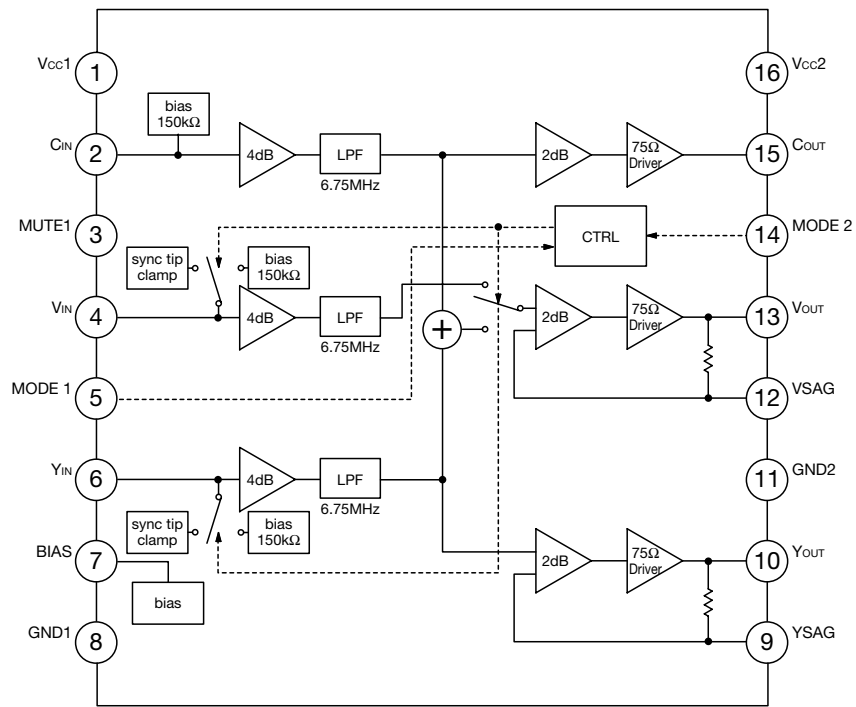 Vcc1
1
16
Vcc2
bias
150kΩ
CIN
2
4dB
LPF
6.75MHz
2dB
75Ω
Driver
15
COUT
MUTE1
3
CTRL
14
MODE 2
sync tip
clamp
bias
150kΩ
VIN
4
4dB
LPF
6.75MHz
+
2dB
75Ω
Driver
13
VOUT
MODE 1
5
12
VSAG
YIN
6
4dB
LPF
6.75MHz
11
GND2
sync tip
clamp
bias
150kΩ
BIAS
7
bias
2dB
75Ω
Driver
10
YOUT
GND1
8
9
YSAG